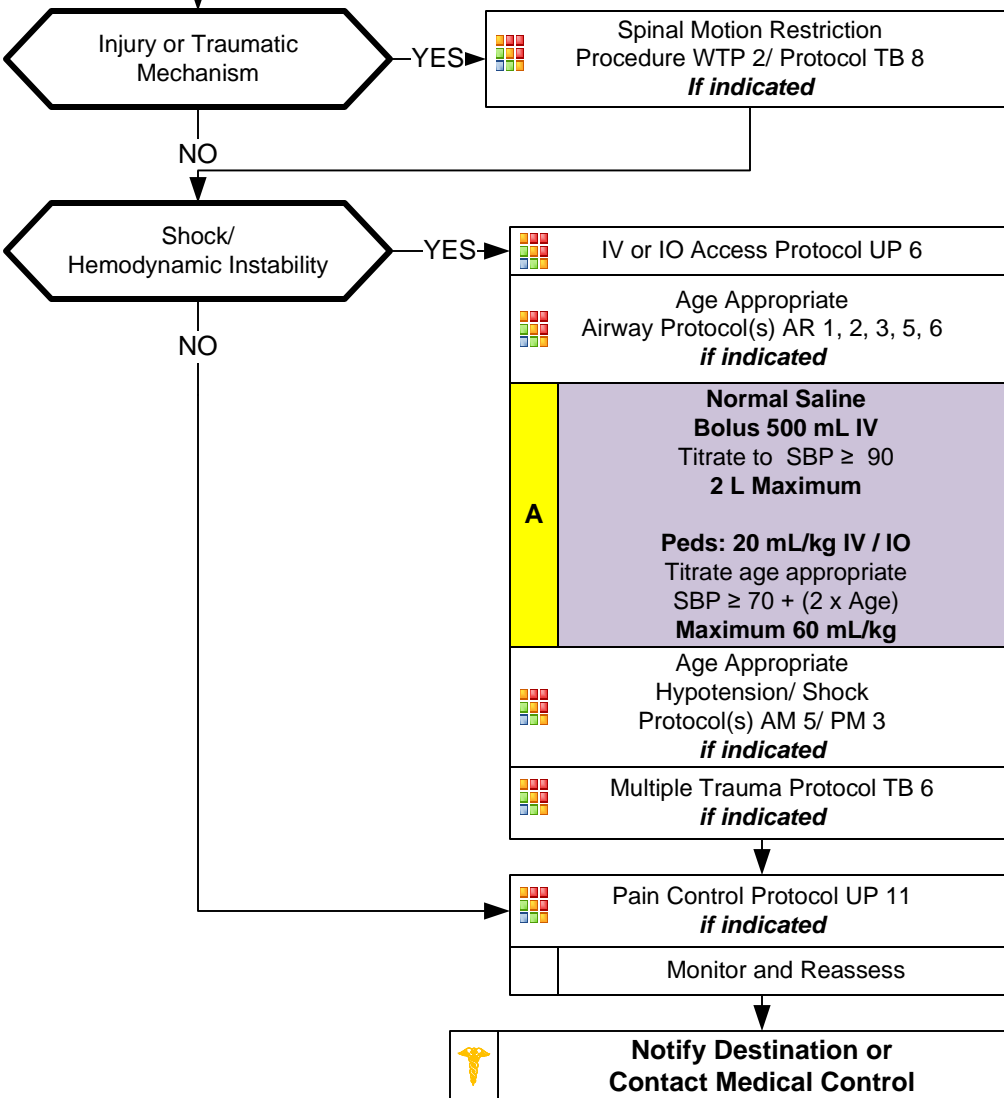 Injury or Traumatic
Mechanism
YES
Spinal Motion Restriction
Procedure WTP 2/ Protocol TB 8
If indicated
NO
Shock/
Hemodynamic Instability
YES
IV or IO Access Protocol UP 6
Age Appropriate
Airway Protocol(s) AR 1, 2, 3, 5, 6
if indicated
NO
A
Normal Saline
Bolus 500 mL IV
Titrate to SBP ≥ 90
2 L Maximum
Peds: 20 mL/kg IV / IO
Titrate age appropriate
SBP ≥ 70 + (2 x Age)
Maximum 60 mL/kg
Age Appropriate
Hypotension/ Shock
Protocol(s) AM 5/ PM 3
if indicated
Multiple Trauma Protocol TB 6
if indicated
Pain Control Protocol UP 11
if indicated
Monitor and Reassess
Notify Destination or
Contact Medical Control